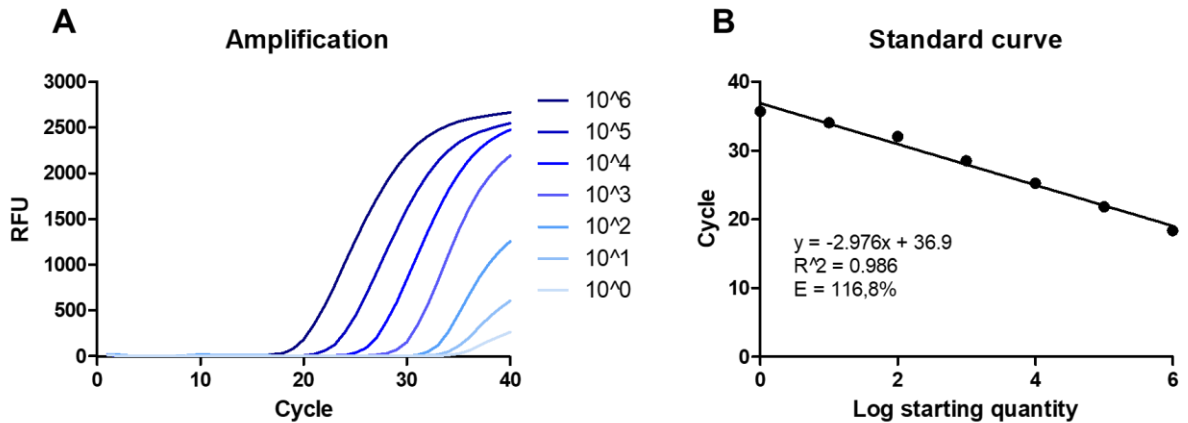 A
Amplification
3000
2500
2000
1500
1000
500
0
RFU
0
10
20
30
40
Cycle
10^6
10^5
10^4
10^3
10^2
10^1
10^0
B
Standard curve
40
30
20
10
0
Cycle
y = -2.976x + 36.9
R^2 = 0.986
E = 116,8%
0
2
4
6
Log starting quantity